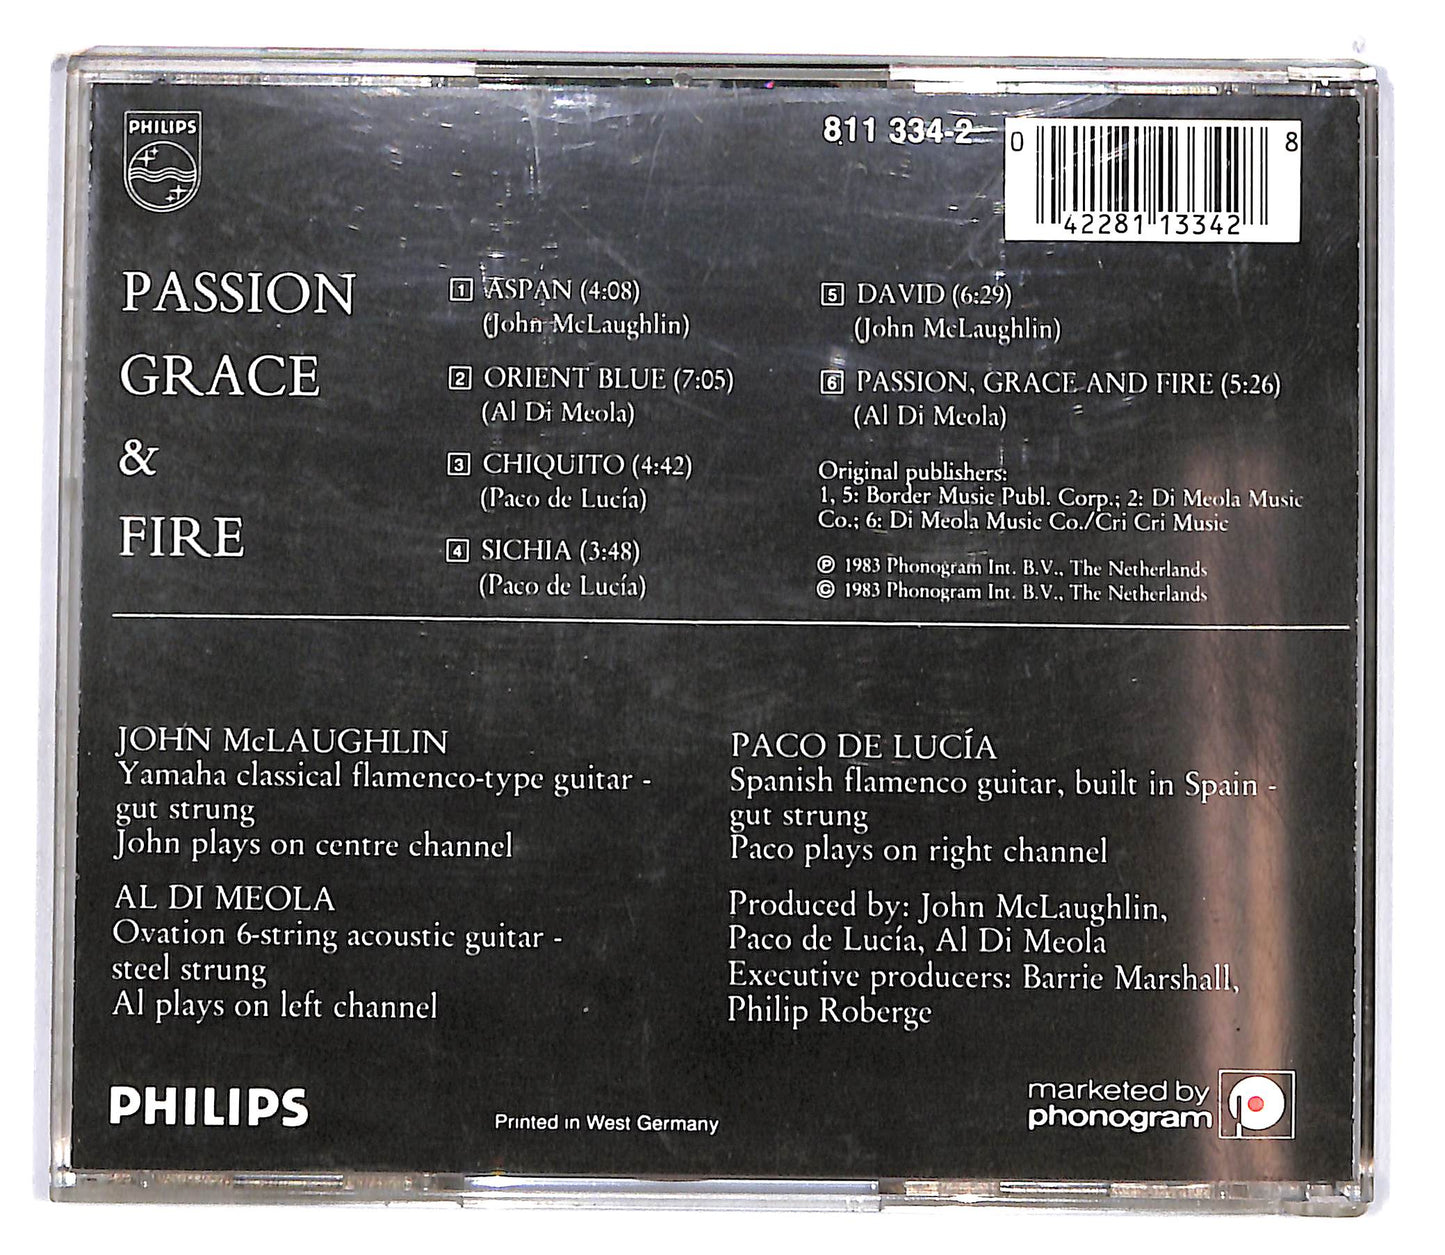 PHILIPS
811 334-2
0 42281 13342 8
PASSION
GRACE
&
FIRE
1 ASPAN (4:08)
(John McLaughlin)
2 ORIENT BLUE (7:05)
(Al Di Meola)
3 CHIQUITO (4:42)
(Paco de Lucía)
4 SICHIA (3:48)
(Paco de Lucía)
5 DAVID (6:29)
(John McLaughlin)
6 PASSION, GRACE AND FIRE (5:26)
(Al Di Meola)
Original publishers:
1, 5: Border Music Publ. Corp.; 2: Di Meola Music
Co.; 6: Di Meola Music Co./Cri Cri Music
℗ 1983 Phonogram Int. B.V., The Netherlands
© 1983 Phonogram Int. B.V., The Netherlands
JOHN McLAUGHLIN
Yamaha classical flamenco-type guitar -
gut strung
John plays on centre channel
AL DI MEOLA
Ovation 6-string acoustic guitar -
steel strung
Al plays on left channel
PACO DE LUCÍA
Spanish flamenco guitar, built in Spain -
gut strung
Paco plays on right channel
Produced by: John McLaughlin,
Paco de Lucía, Al Di Meola
Executive producers: Barrie Marshall,
Philip Roberge
PHILIPS
Printed in West Germany
marketed by
phonogram